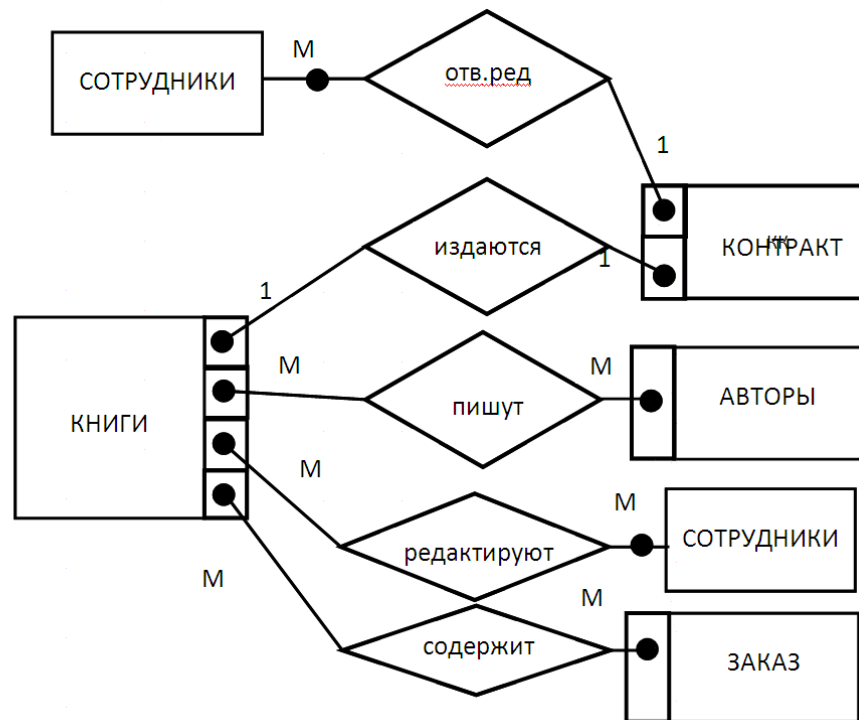 М
СОТРУДНИКИ
отв.ред
1
издаются
КОНТРАКТ
1
1
М
М
КНИГИ
пишут
АВТОРЫ
М
М
редактируют
СОТРУДНИКИ
М
М
содержит
ЗАКАЗ